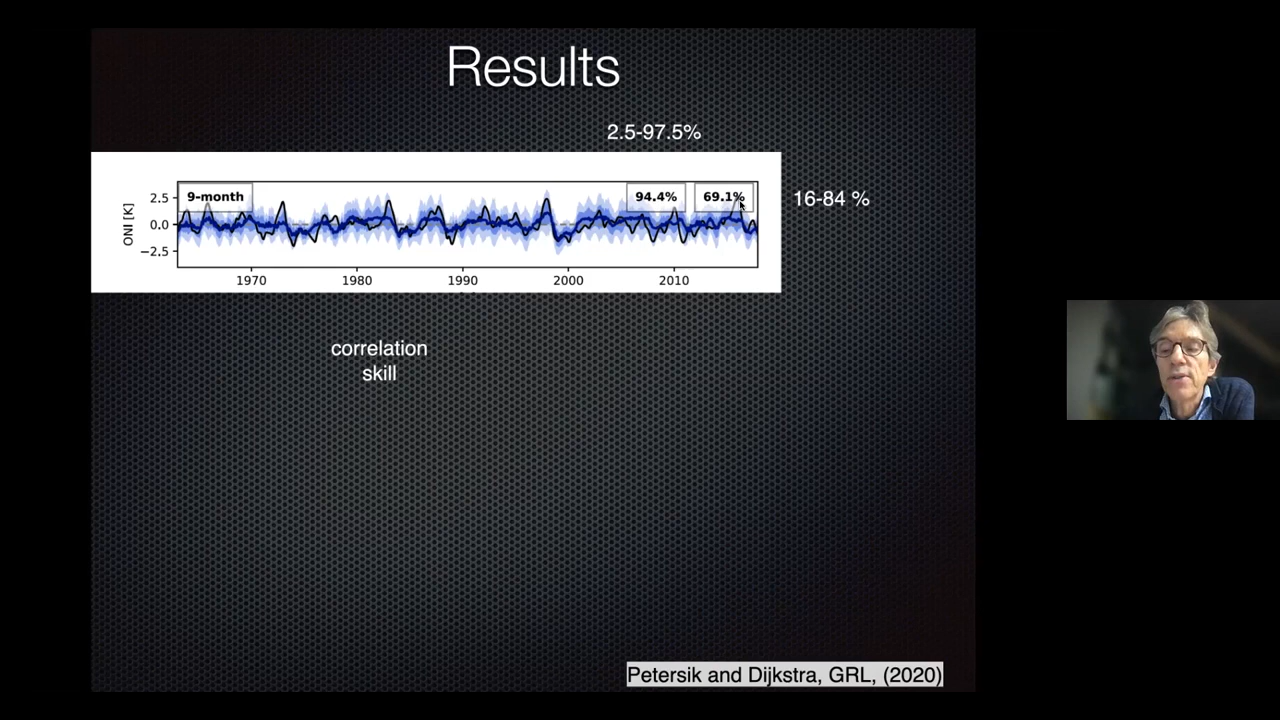 Results
2.5-97.5%
9-month
94.4%
69.1%
16-84 %
ONI [K]
2.5
0.0
−2.5
1970
1980
1990
2000
2010
correlation
skill
Petersik and Dijkstra, GRL, (2020)